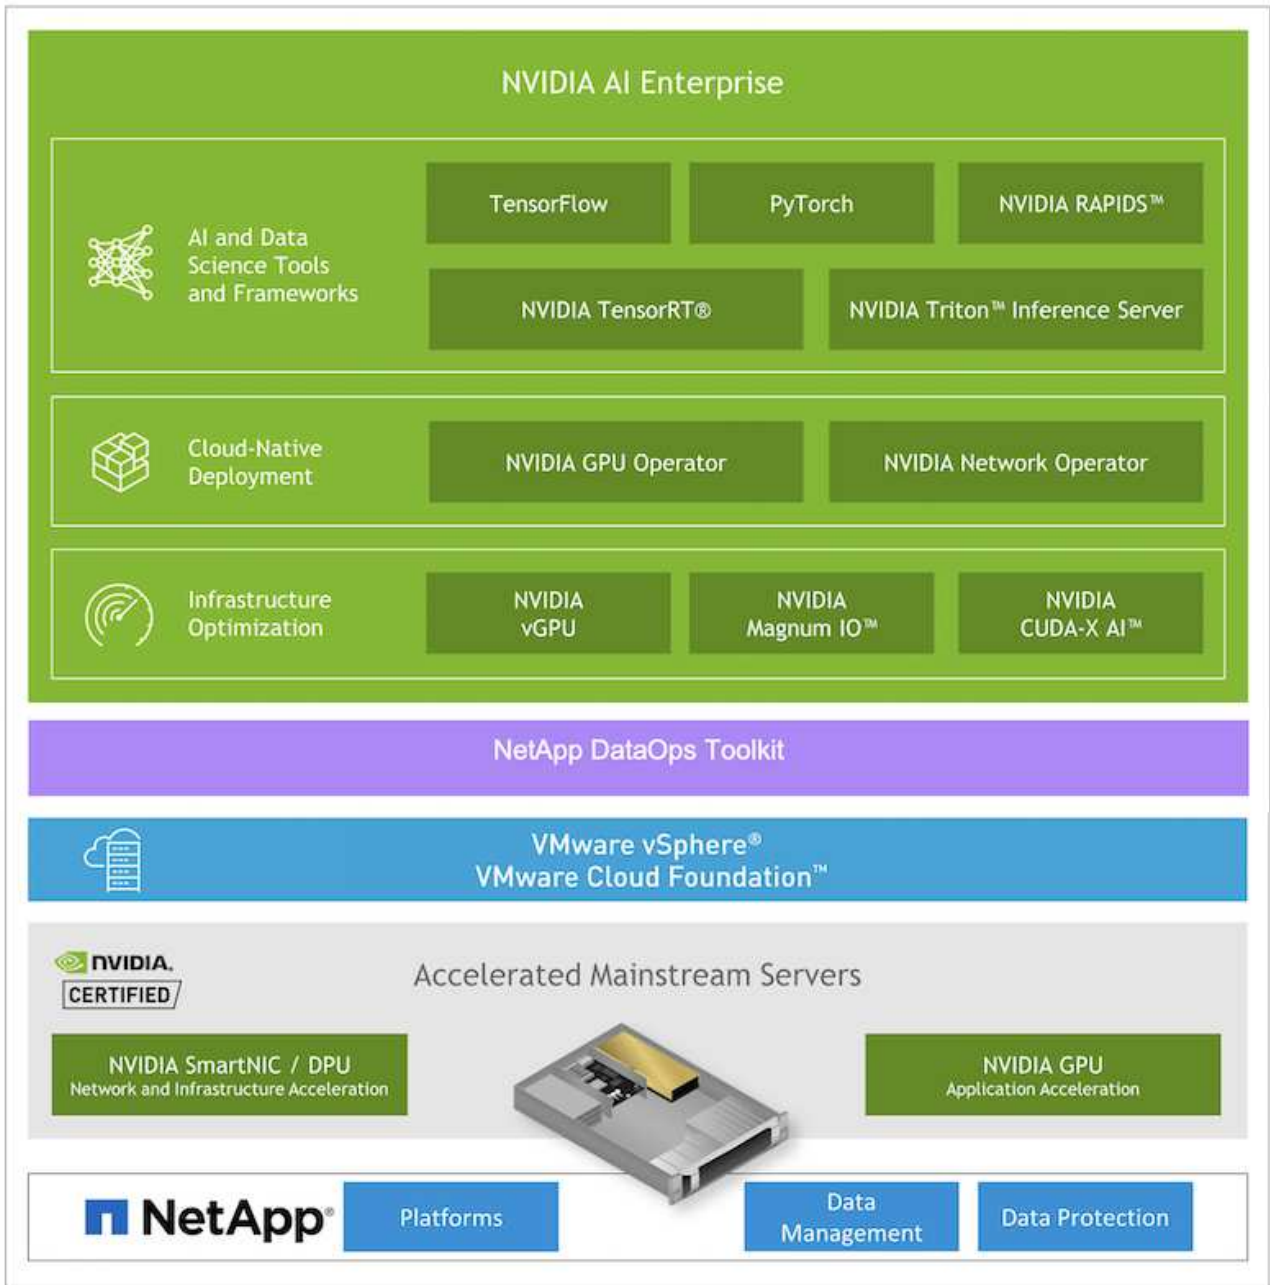 NVIDIA AI Enterprise
AI and Data
Science Tools
and Frameworks
TensorFlow
PyTorch
NVIDIA RAPIDS™
NVIDIA TensorRT®
NVIDIA Triton™ Inference Server
Cloud-Native
Deployment
NVIDIA GPU Operator
NVIDIA Network Operator
Infrastructure
Optimization
NVIDIA
vGPU
NVIDIA
Magnum IO™
NVIDIA
CUDA-X AI™
NetApp DataOps Toolkit
VMware vSphere®
VMware Cloud Foundation™
NVIDIA.
CERTIFIED
Accelerated Mainstream Servers
NVIDIA SmartNIC / DPU
Network and Infrastructure Acceleration
NVIDIA GPU
Application Acceleration
NetApp®
Platforms
Data
Management
Data Protection